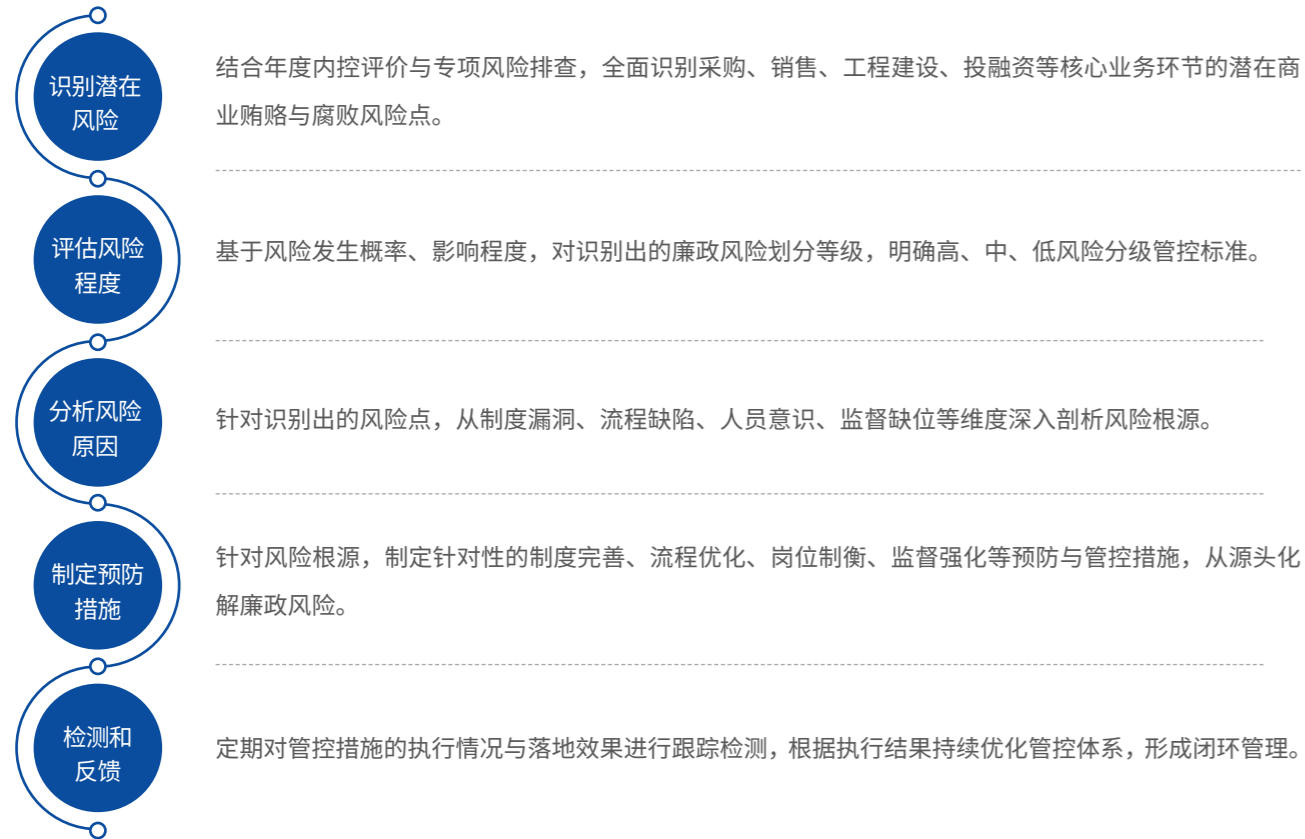 识别潜在
风险
结合年度内控评价与专项风险排查，全面识别采购、销售、工程建设、投融资等核心业务环节的潜在商
业贿赂与腐败风险点。
评估风险
程度
基于风险发生概率、影响程度，对识别出的廉政风险划分等级，明确高、中、低风险分级管控标准。
分析风险
原因
针对识别出的风险点，从制度漏洞、流程缺陷、人员意识、监督缺位等维度深入剖析风险根源。
制定预防
措施
针对风险根源，制定针对性的制度完善、流程优化、岗位制衡、监督强化等预防与管控措施，从源头化
解廉政风险。
检测和
反馈
定期对管控措施的执行情况与落地效果进行跟踪检测，根据执行结果持续优化管控体系，形成闭环管理。